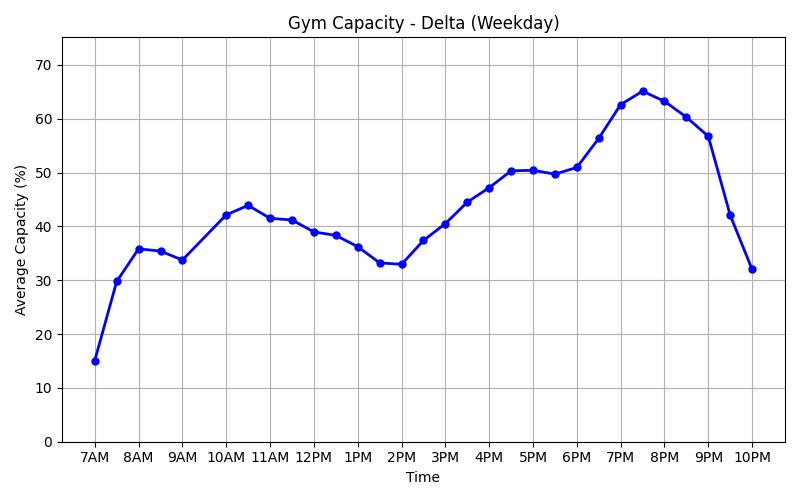 Gym Capacity - Delta (Weekday)
Average Capacity (%)
70
60
50
40
30
20
10
0
7AM 8AM 9AM 10AM 11AM 12PM 1PM 2PM 3PM 4PM 5PM 6PM 7PM 8PM 9PM 10PM
Time